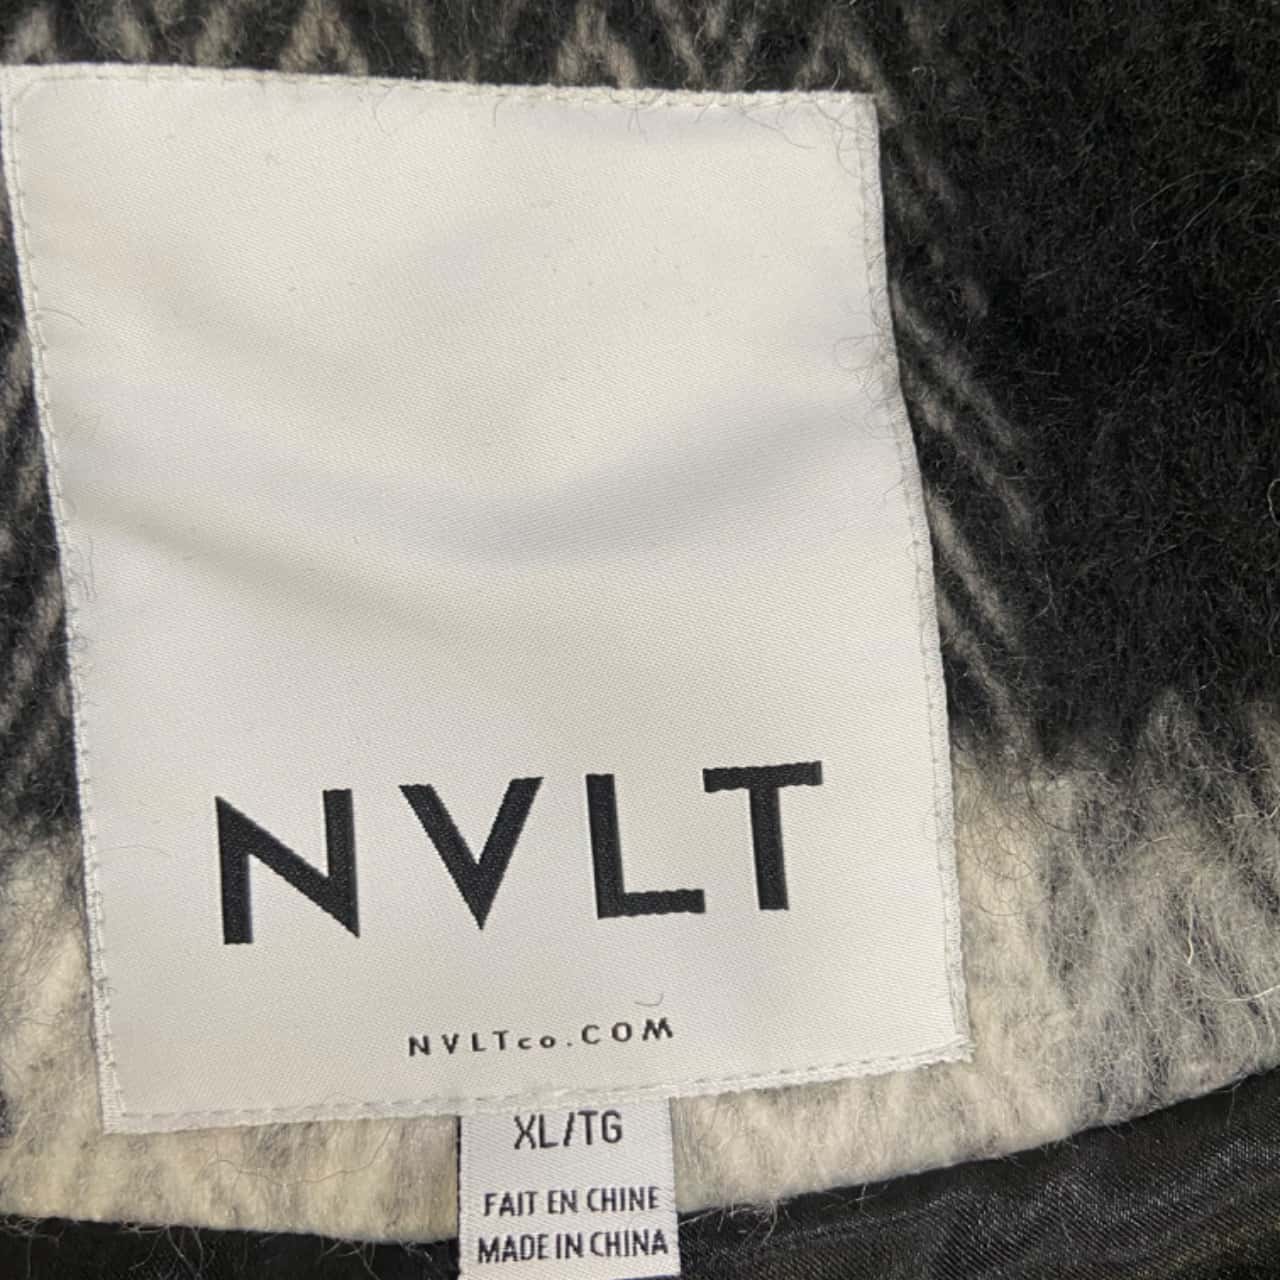 NVLT
NVLTco.COM
XL/TG
FAIT EN CHINE
MADE IN CHINA